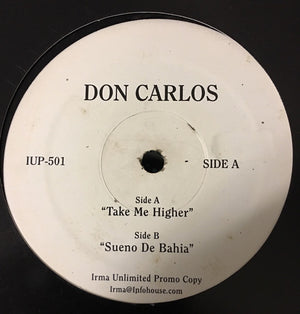 DON CARLOS
IUP-501
SIDE A
Side A
"Take Me Higher"
Side B
"Sueno De Bahia"
Irma Unlimited Promo Copy
Irma@Ipfohouse.com